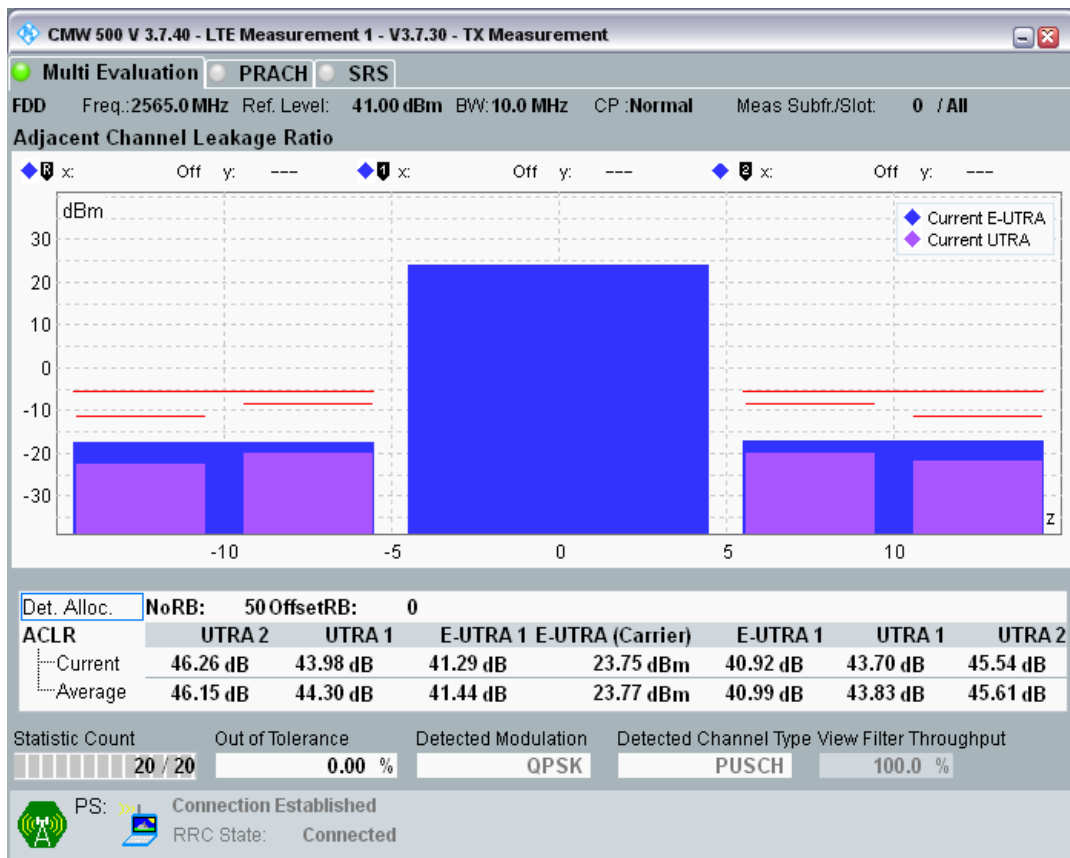 CMW 500 V 3.7.40 - LTE Measurement 1 - V3.7.30 - TX Measurement
Multi Evaluation PRACH SRS
FDD Freq.:2565.0 MHz Ref. Level: 41.00 dBm BW:10.0 MHz CP :Normal Meas Subfr./Slot: 0 / All
Adjacent Channel Leakage Ratio
R x: Off y: --- 1 x: Off y: --- 2 x: Off y: ---
dBm
Current E-UTRA
Current UTRA
30
20
10
0
-10
-20
-30
z
-10 -5 0 5 10
Det. Alloc. NoRB: 50 OffsetRB: 0
ACLR UTRA 2 UTRA 1 E-UTRA 1 E-UTRA (Carrier) E-UTRA 1 UTRA 1 UTRA 2
Current 46.26 dB 43.98 dB 41.29 dB 23.75 dBm 40.92 dB 43.70 dB 45.54 dB
Average 46.15 dB 44.30 dB 41.44 dB 23.77 dBm 40.99 dB 43.83 dB 45.61 dB
Statistic Count Out of Tolerance Detected Modulation Detected Channel Type View Filter Throughput
20 / 20 0.00 % QPSK PUSCH 100.0 %
PS: Connection Established
RRC State: Connected